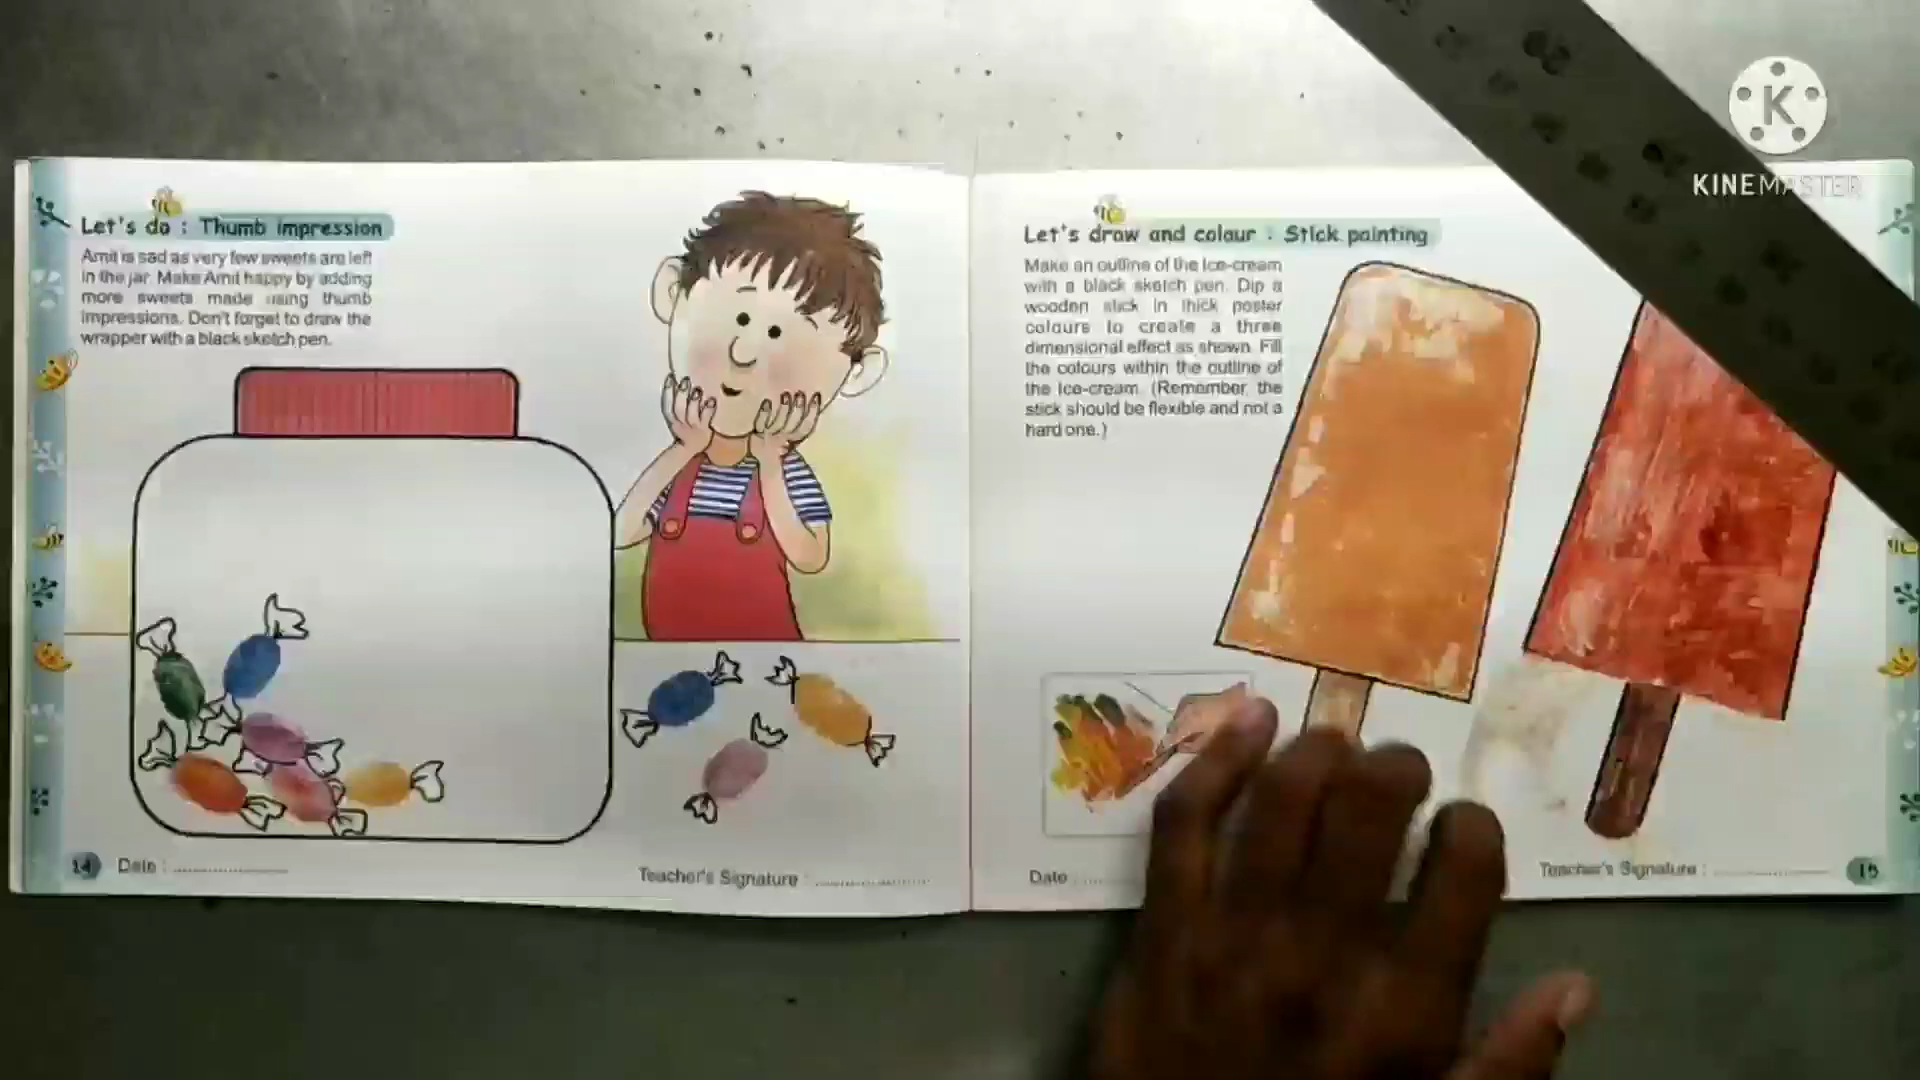 Let's do : Thumb impression
Amit is sad as very few sweets are left
in the jar. Make Amit happy by adding
more sweets made using thumb
impressions. Don't forget to draw the
wrapper with a black sketch pen.
14
Date :
Teacher's Signature :
Let's draw and colour : Stick painting
Make an outline of the Ice-cream
with a black sketch pen. Dip a
wooden stick in thick poster
colours to create a three
dimensional effect as shown. Fill
the colours within the outline of
the Ice-cream. (Remember, the
stick should be flexible and not a
hard one.)
Date
Teacher's Signature :
15
K
KINEMASTER